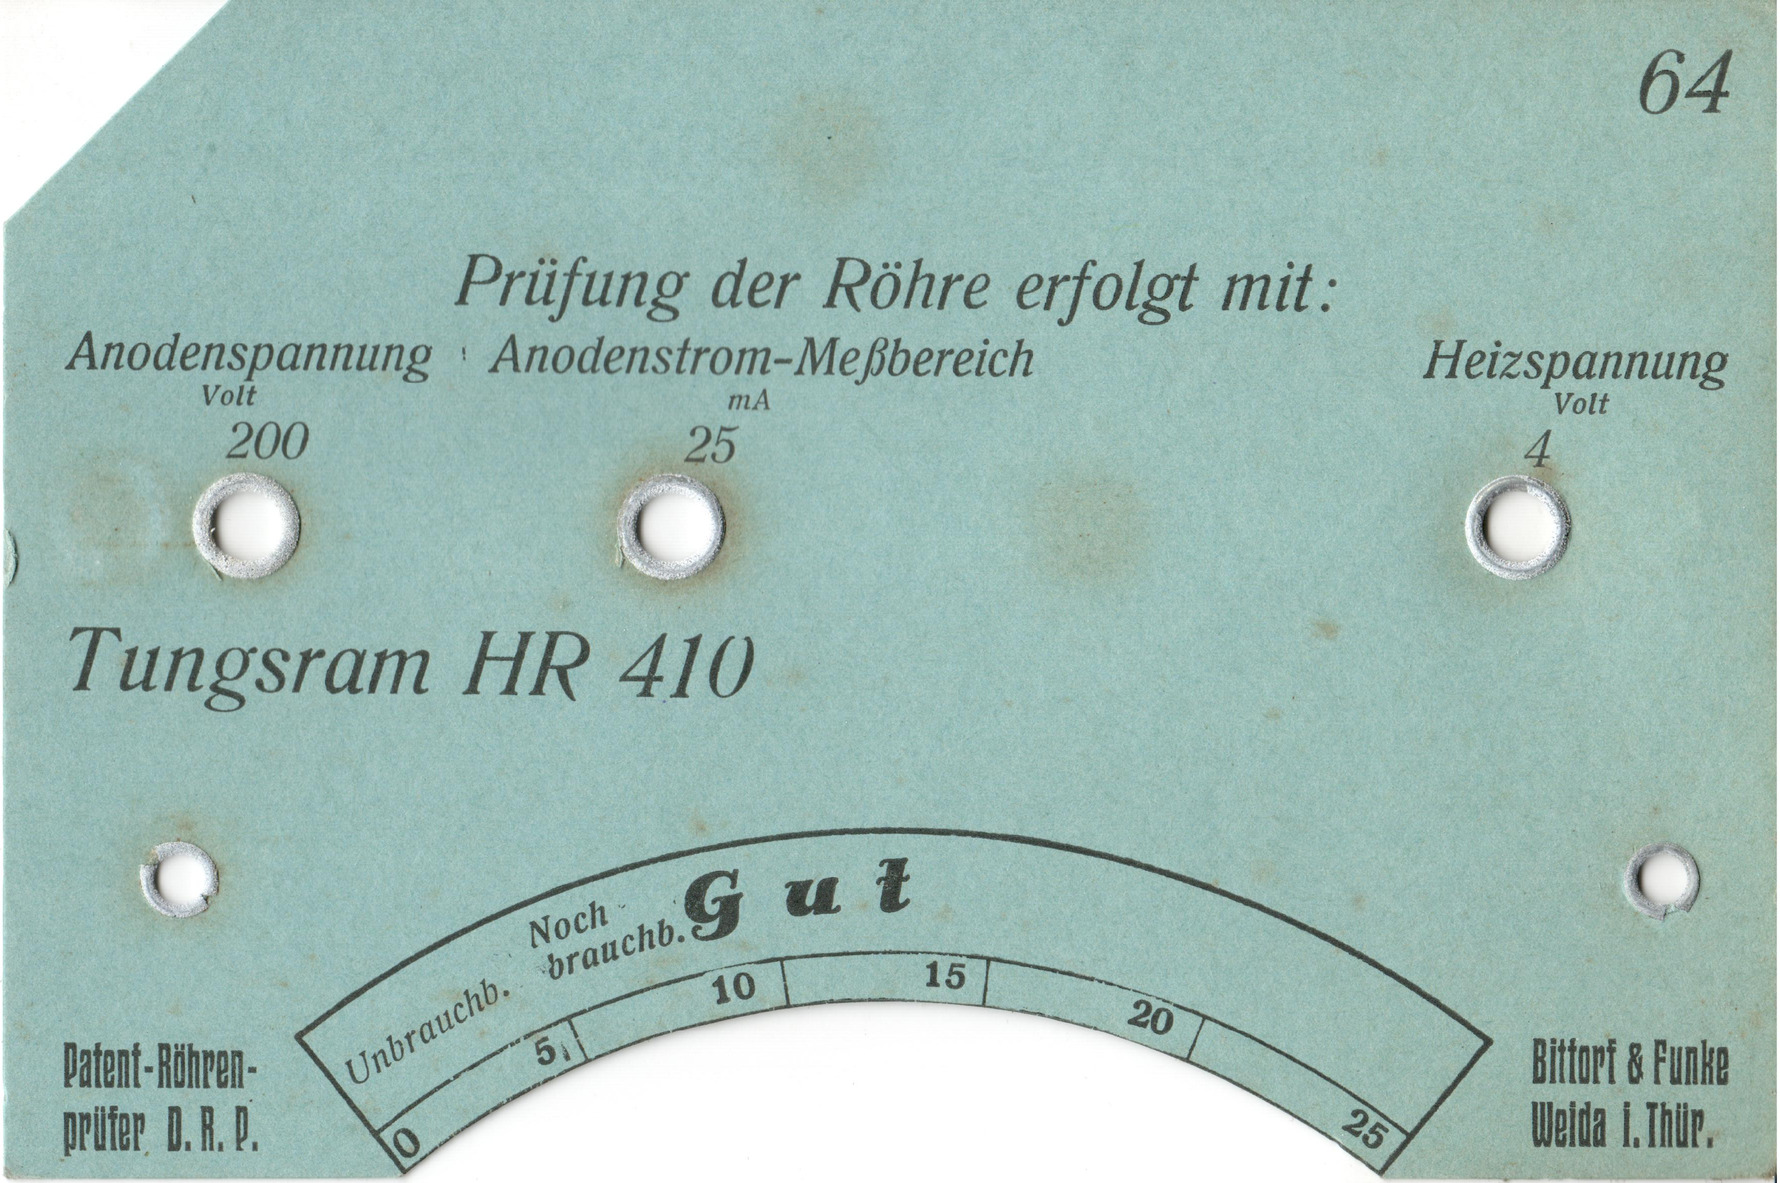 64
Prüfung der Röhre erfolgt mit:
Anodenspannung Anodenstrom-Meßbereich Heizspannung
Volt mA Volt
200 25 4
Tungsram HR 410
Unbrauchb. Noch brauchb. Gut
0 5 10 15 20 25
Patent-Röhren-
prüfer D. R. P.
Bittorf & Funke
Weida i. Thür.